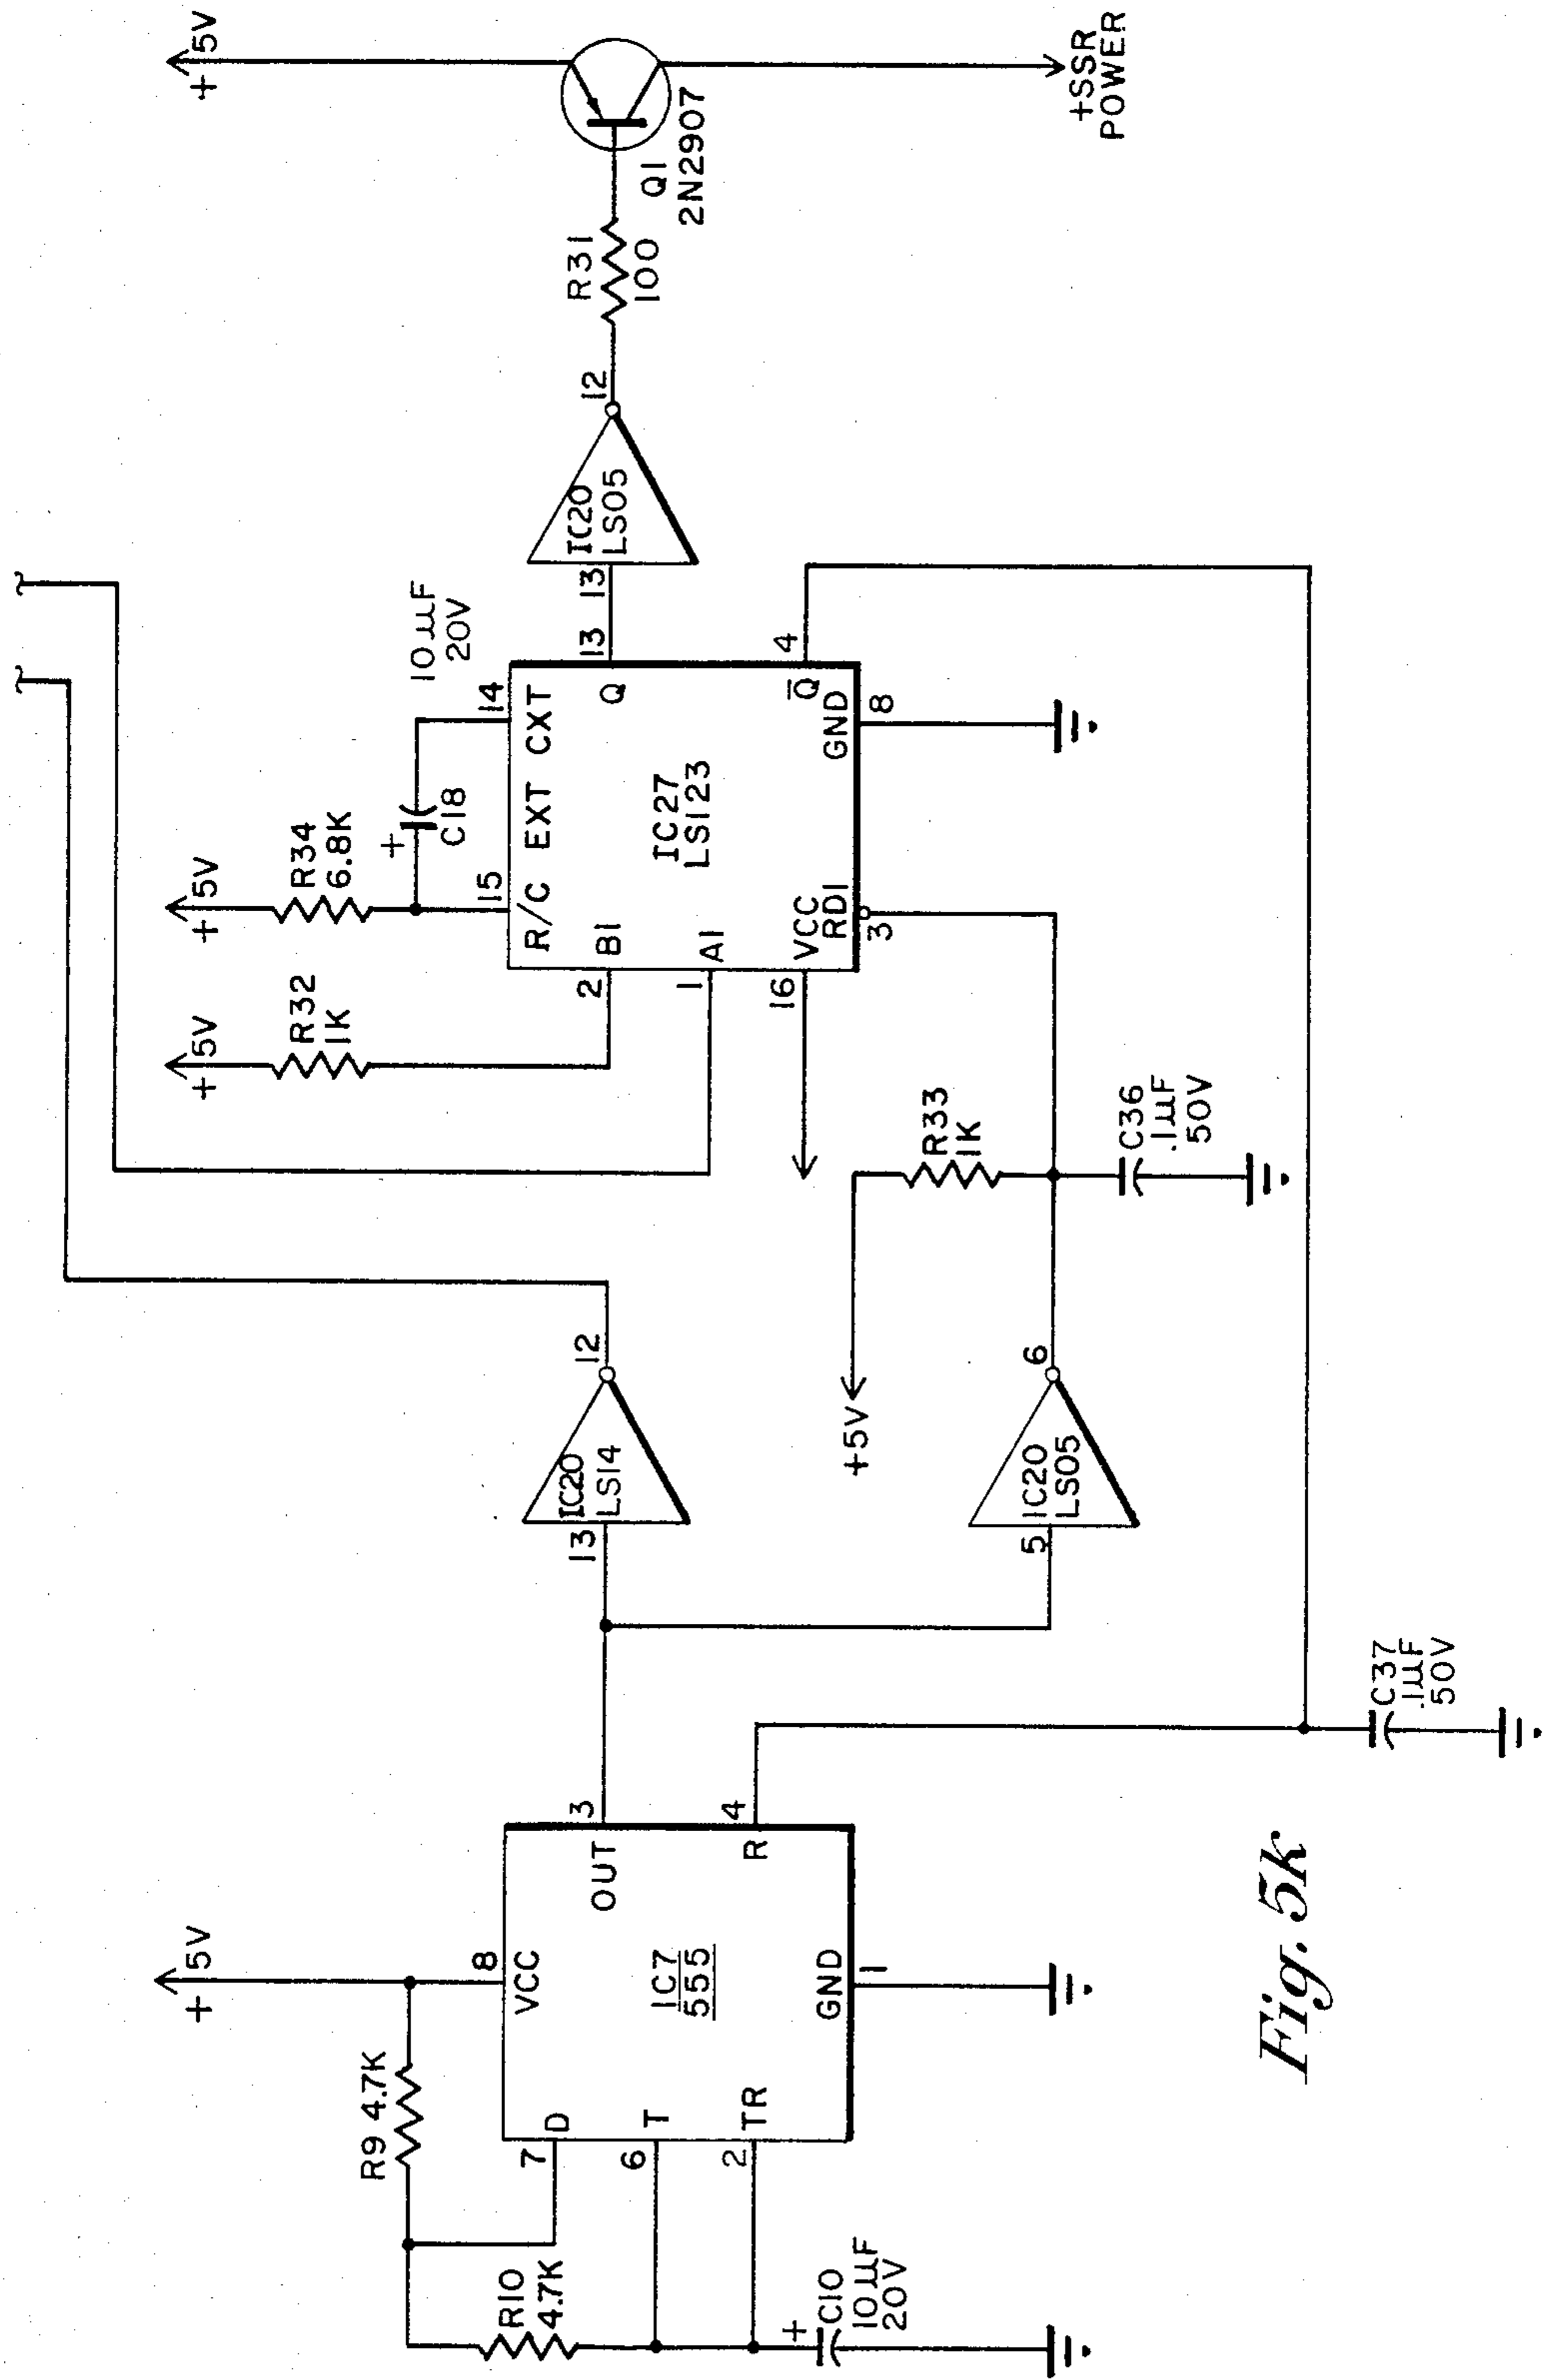 +5V
R9 4.7K
R10
4.7K
+
C10
10µF
20V
7
D
6
T
2
TR
8
VCC
IC7
555
GND
1
OUT
3
R
4
C37
.1µF
50V
13
IC20
LS14
12
5
IC20
LS05
6
+5V
R33
1K
C36
.1µF
50V
+5V
R32
1K
+5V
R34
6.8K
+
C18
10µF
20V
15
14
R/C EXT CXT
2
B1
1
A1
16
VCC
RD1
3
IC27
LS123
Q
13
Q̅
4
GND
8
13
IC20
LS05
12
R31
100
Q1
2N2907
+5V
+SSR
POWER
Fig. 5k